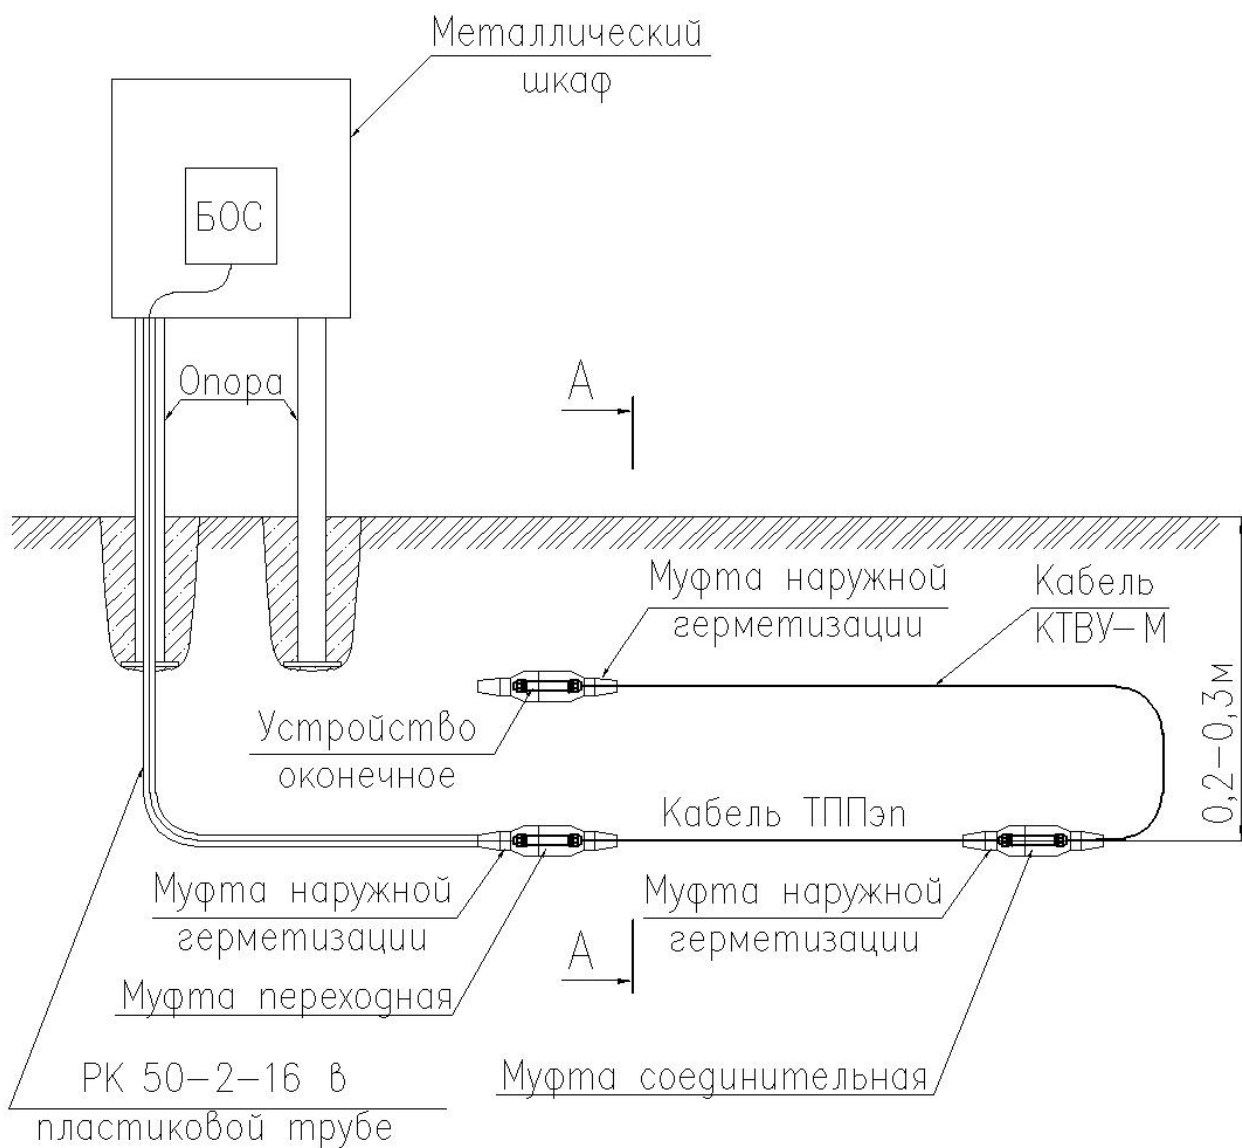 Металлический
шкаф
БОС
Опора
А
Муфта наружной
герметизации
Кабель
КТВУ-М
0,2-0,3м
Устройство
оконечное
Кабель ТППэп
Муфта наружной
герметизации
Муфта наружной
герметизации
А
Муфта переходная
РК 50-2-16 в
пластиковой трубе
Муфта соединительная